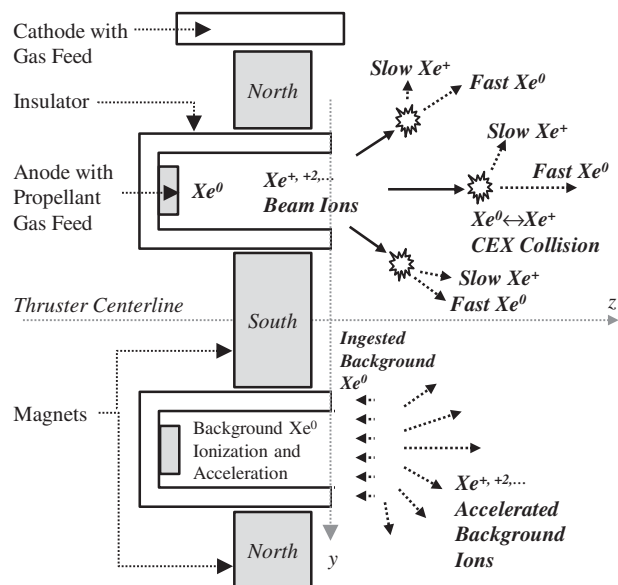 Cathode with
Gas Feed
North
Insulator
Anode with
Propellant
Gas Feed
Xe⁰
Xe⁺, ⁺²,...
Beam Ions
Slow Xe⁺
Fast Xe⁰
Slow Xe⁺
Fast Xe⁰
Xe⁰↔Xe⁺
CEX Collision
Slow Xe⁺
Fast Xe⁰
Thruster Centerline
z
South
Ingested
Background
Xe⁰
Magnets
Background Xe⁰
Ionization and
Acceleration
Xe⁺, ⁺²,...
Accelerated
Background
Ions
North
y